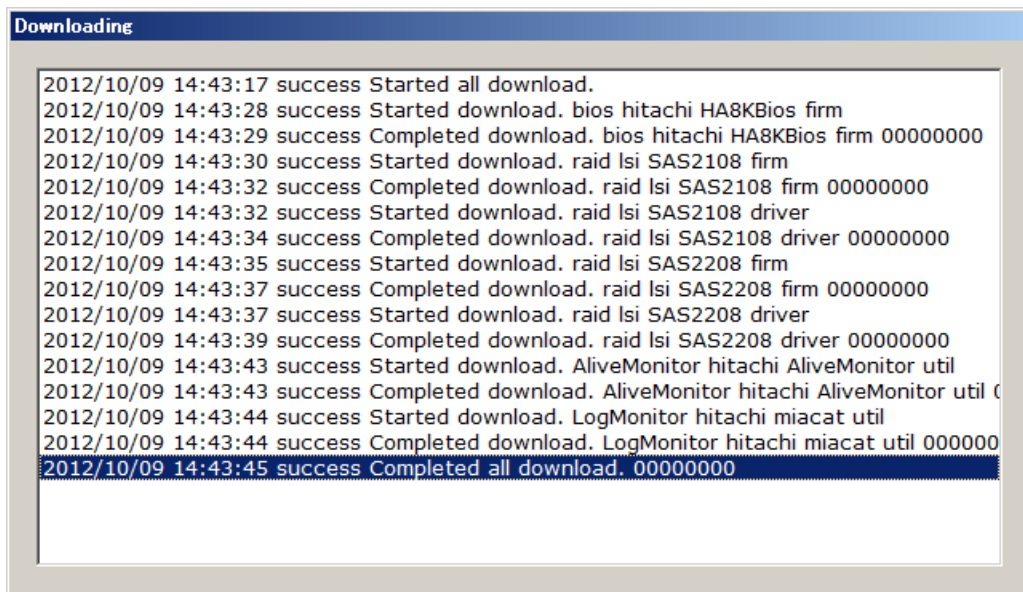 Downloading
2012/10/09 14:43:17 success Started all download.
2012/10/09 14:43:28 success Started download. bios hitachi HA8KBios firm
2012/10/09 14:43:29 success Completed download. bios hitachi HA8KBios firm 00000000
2012/10/09 14:43:30 success Started download. raid lsi SAS2108 firm
2012/10/09 14:43:32 success Completed download. raid lsi SAS2108 firm 00000000
2012/10/09 14:43:32 success Started download. raid lsi SAS2108 driver
2012/10/09 14:43:34 success Completed download. raid lsi SAS2108 driver 00000000
2012/10/09 14:43:35 success Started download. raid lsi SAS2208 firm
2012/10/09 14:43:37 success Completed download. raid lsi SAS2208 firm 00000000
2012/10/09 14:43:37 success Started download. raid lsi SAS2208 driver
2012/10/09 14:43:39 success Completed download. raid lsi SAS2208 driver 00000000
2012/10/09 14:43:43 success Started download. AliveMonitor hitachi AliveMonitor util
2012/10/09 14:43:43 success Completed download. AliveMonitor hitachi AliveMonitor util
2012/10/09 14:43:44 success Started download. LogMonitor hitachi miacat util
2012/10/09 14:43:44 success Completed download. LogMonitor hitachi miacat util 000000
2012/10/09 14:43:45 success Completed all download. 00000000